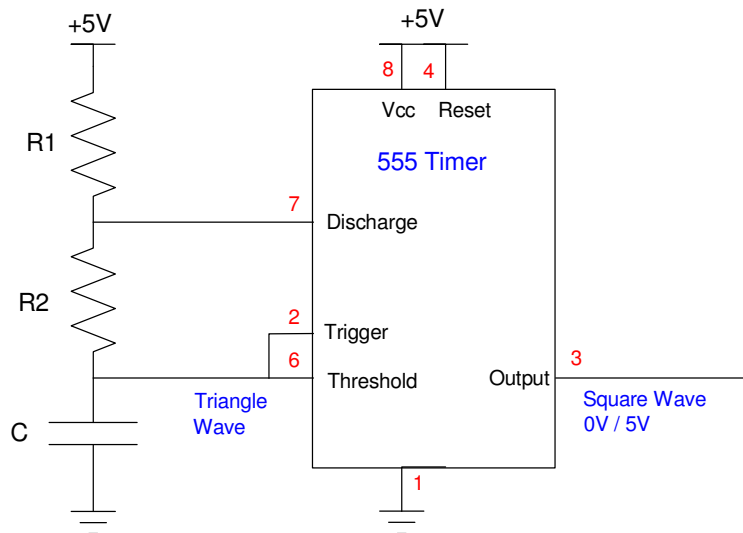 +5V
+5V
8
4
Vcc
Reset
R1
555 Timer
7
Discharge
R2
2
Trigger
6
Threshold
Output
3
Triangle
Wave
Square Wave
0V / 5V
C
1